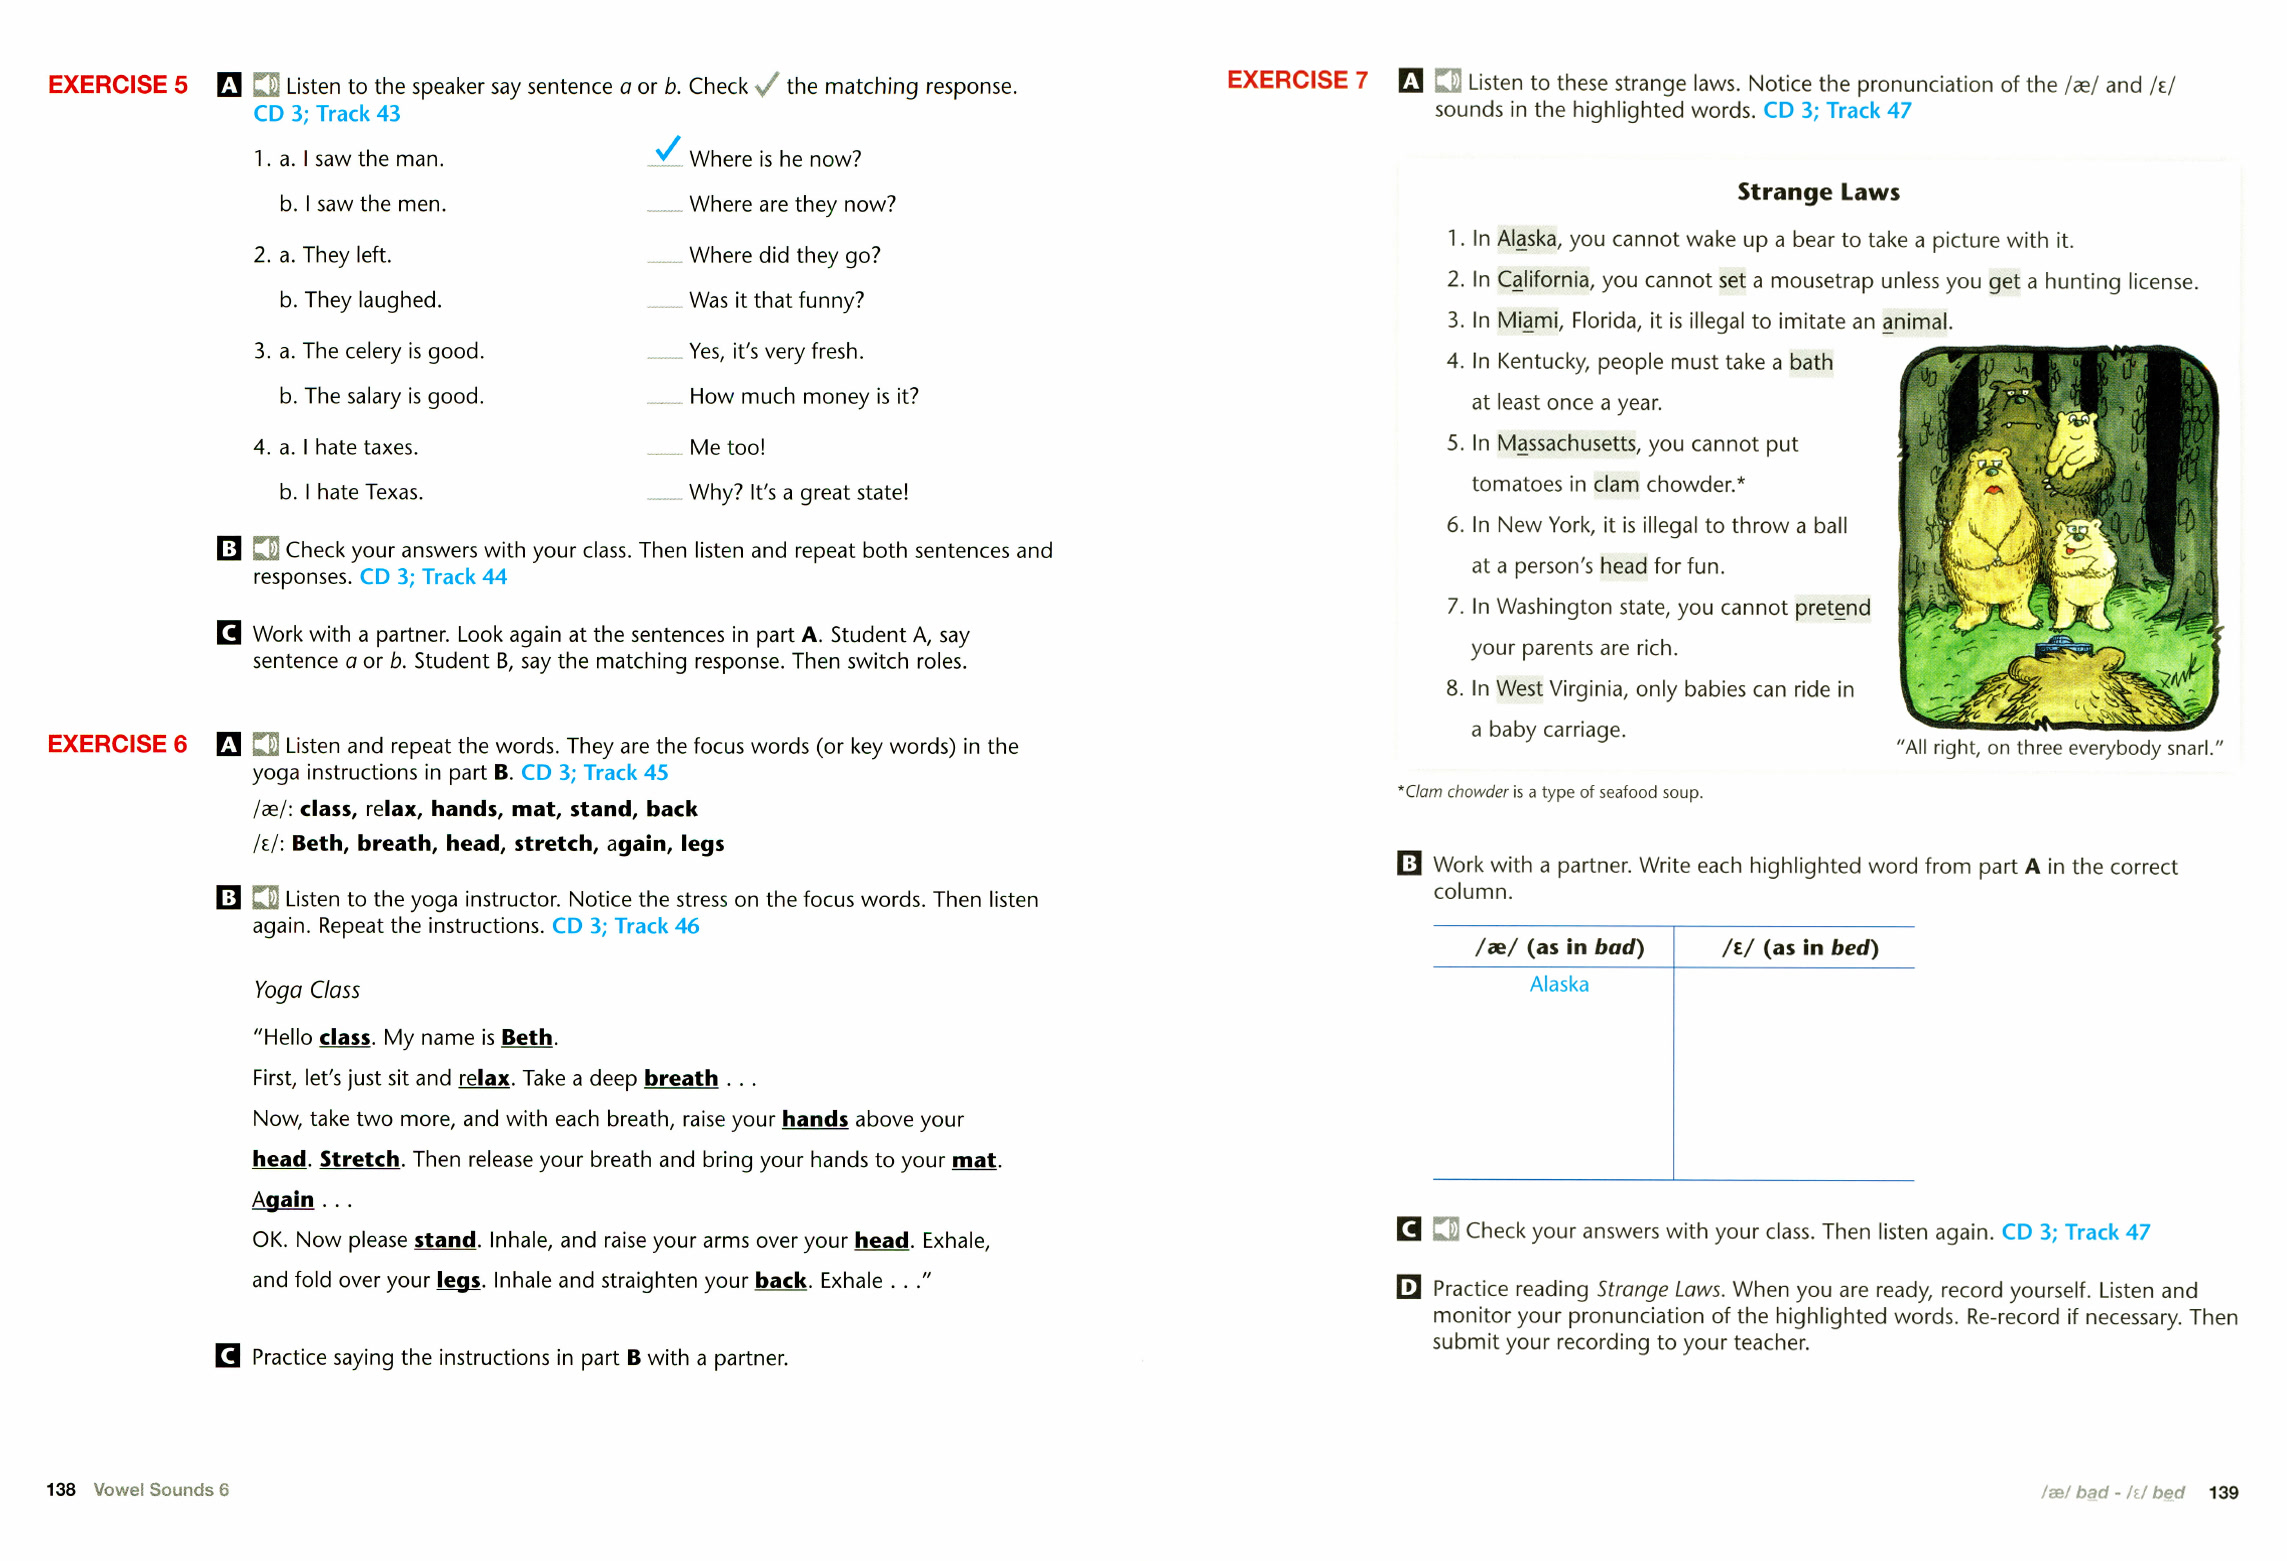 EXERCISE 5 A Listen to the speaker say sentence a or b. Check ✓ the matching response.
CD 3; Track 43
1. a. I saw the man. ✓ Where is he now?
b. I saw the men. ____ Where are they now?
2. a. They left. ____ Where did they go?
b. They laughed. ____ Was it that funny?
3. a. The celery is good. ____ Yes, it's very fresh.
b. The salary is good. ____ How much money is it?
4. a. I hate taxes. ____ Me too!
b. I hate Texas. ____ Why? It's a great state!
B Check your answers with your class. Then listen and repeat both sentences and
responses. CD 3; Track 44
C Work with a partner. Look again at the sentences in part A. Student A, say
sentence a or b. Student B, say the matching response. Then switch roles.
EXERCISE 6 A Listen and repeat the words. They are the focus words (or key words) in the
yoga instructions in part B. CD 3; Track 45
/æ/: class, relax, hands, mat, stand, back
/ɛ/: Beth, breath, head, stretch, again, legs
B Listen to the yoga instructor. Notice the stress on the focus words. Then listen
again. Repeat the instructions. CD 3; Track 46
Yoga Class
"Hello class. My name is Beth.
First, let's just sit and relax. Take a deep breath . . .
Now, take two more, and with each breath, raise your hands above your
head. Stretch. Then release your breath and bring your hands to your mat.
Again . . .
OK. Now please stand. Inhale, and raise your arms over your head. Exhale,
and fold over your legs. Inhale and straighten your back. Exhale . . ."
C Practice saying the instructions in part B with a partner.
138 Vowel Sounds 6
EXERCISE 7 A Listen to these strange laws. Notice the pronunciation of the /æ/ and /ɛ/
sounds in the highlighted words. CD 3; Track 47
Strange Laws
1. In Alaska, you cannot wake up a bear to take a picture with it.
2. In California, you cannot set a mousetrap unless you get a hunting license.
3. In Miami, Florida, it is illegal to imitate an animal.
4. In Kentucky, people must take a bath
at least once a year.
5. In Massachusetts, you cannot put
tomatoes in clam chowder.*
6. In New York, it is illegal to throw a ball
at a person's head for fun.
7. In Washington state, you cannot pretend
your parents are rich.
8. In West Virginia, only babies can ride in
a baby carriage.
"All right, on three everybody snarl."
*Clam chowder is a type of seafood soup.
B Work with a partner. Write each highlighted word from part A in the correct
column.
/æ/ (as in bad) /ɛ/ (as in bed)
Alaska
C Check your answers with your class. Then listen again. CD 3; Track 47
D Practice reading Strange Laws. When you are ready, record yourself. Listen and
monitor your pronunciation of the highlighted words. Re-record if necessary. Then
submit your recording to your teacher.
/æ/ bad - /ɛ/ bed 139